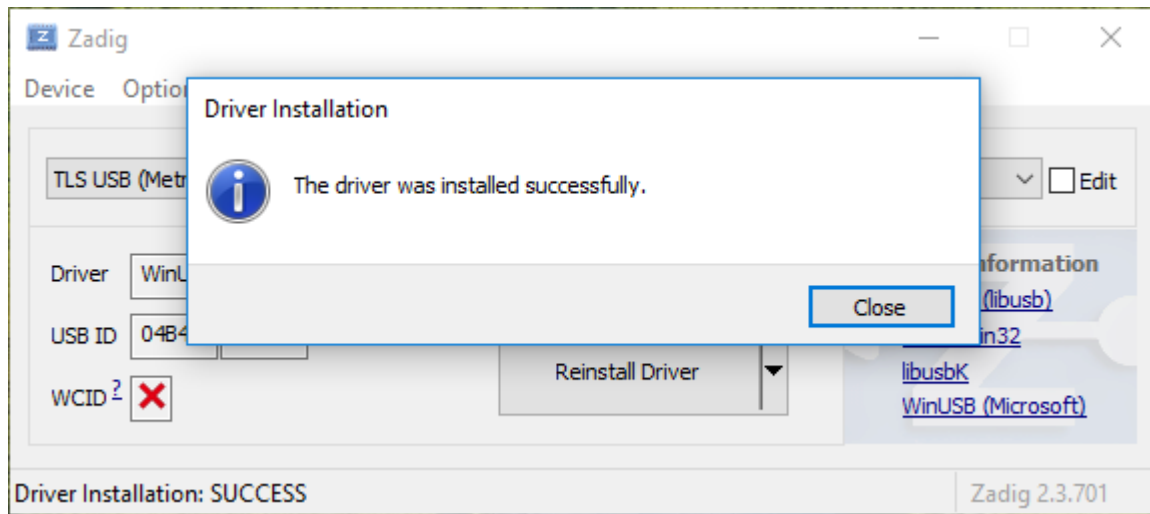 Zadig
Device Optio
Driver Installation
The driver was installed successfully.
Close
TLS USB (Metr
Edit
Driver WinU
USB ID 04B4
WCID ?
Reinstall Driver
nformation
(libusb)
in32
libusbK
WinUSB (Microsoft)
Driver Installation: SUCCESS
Zadig 2.3.701